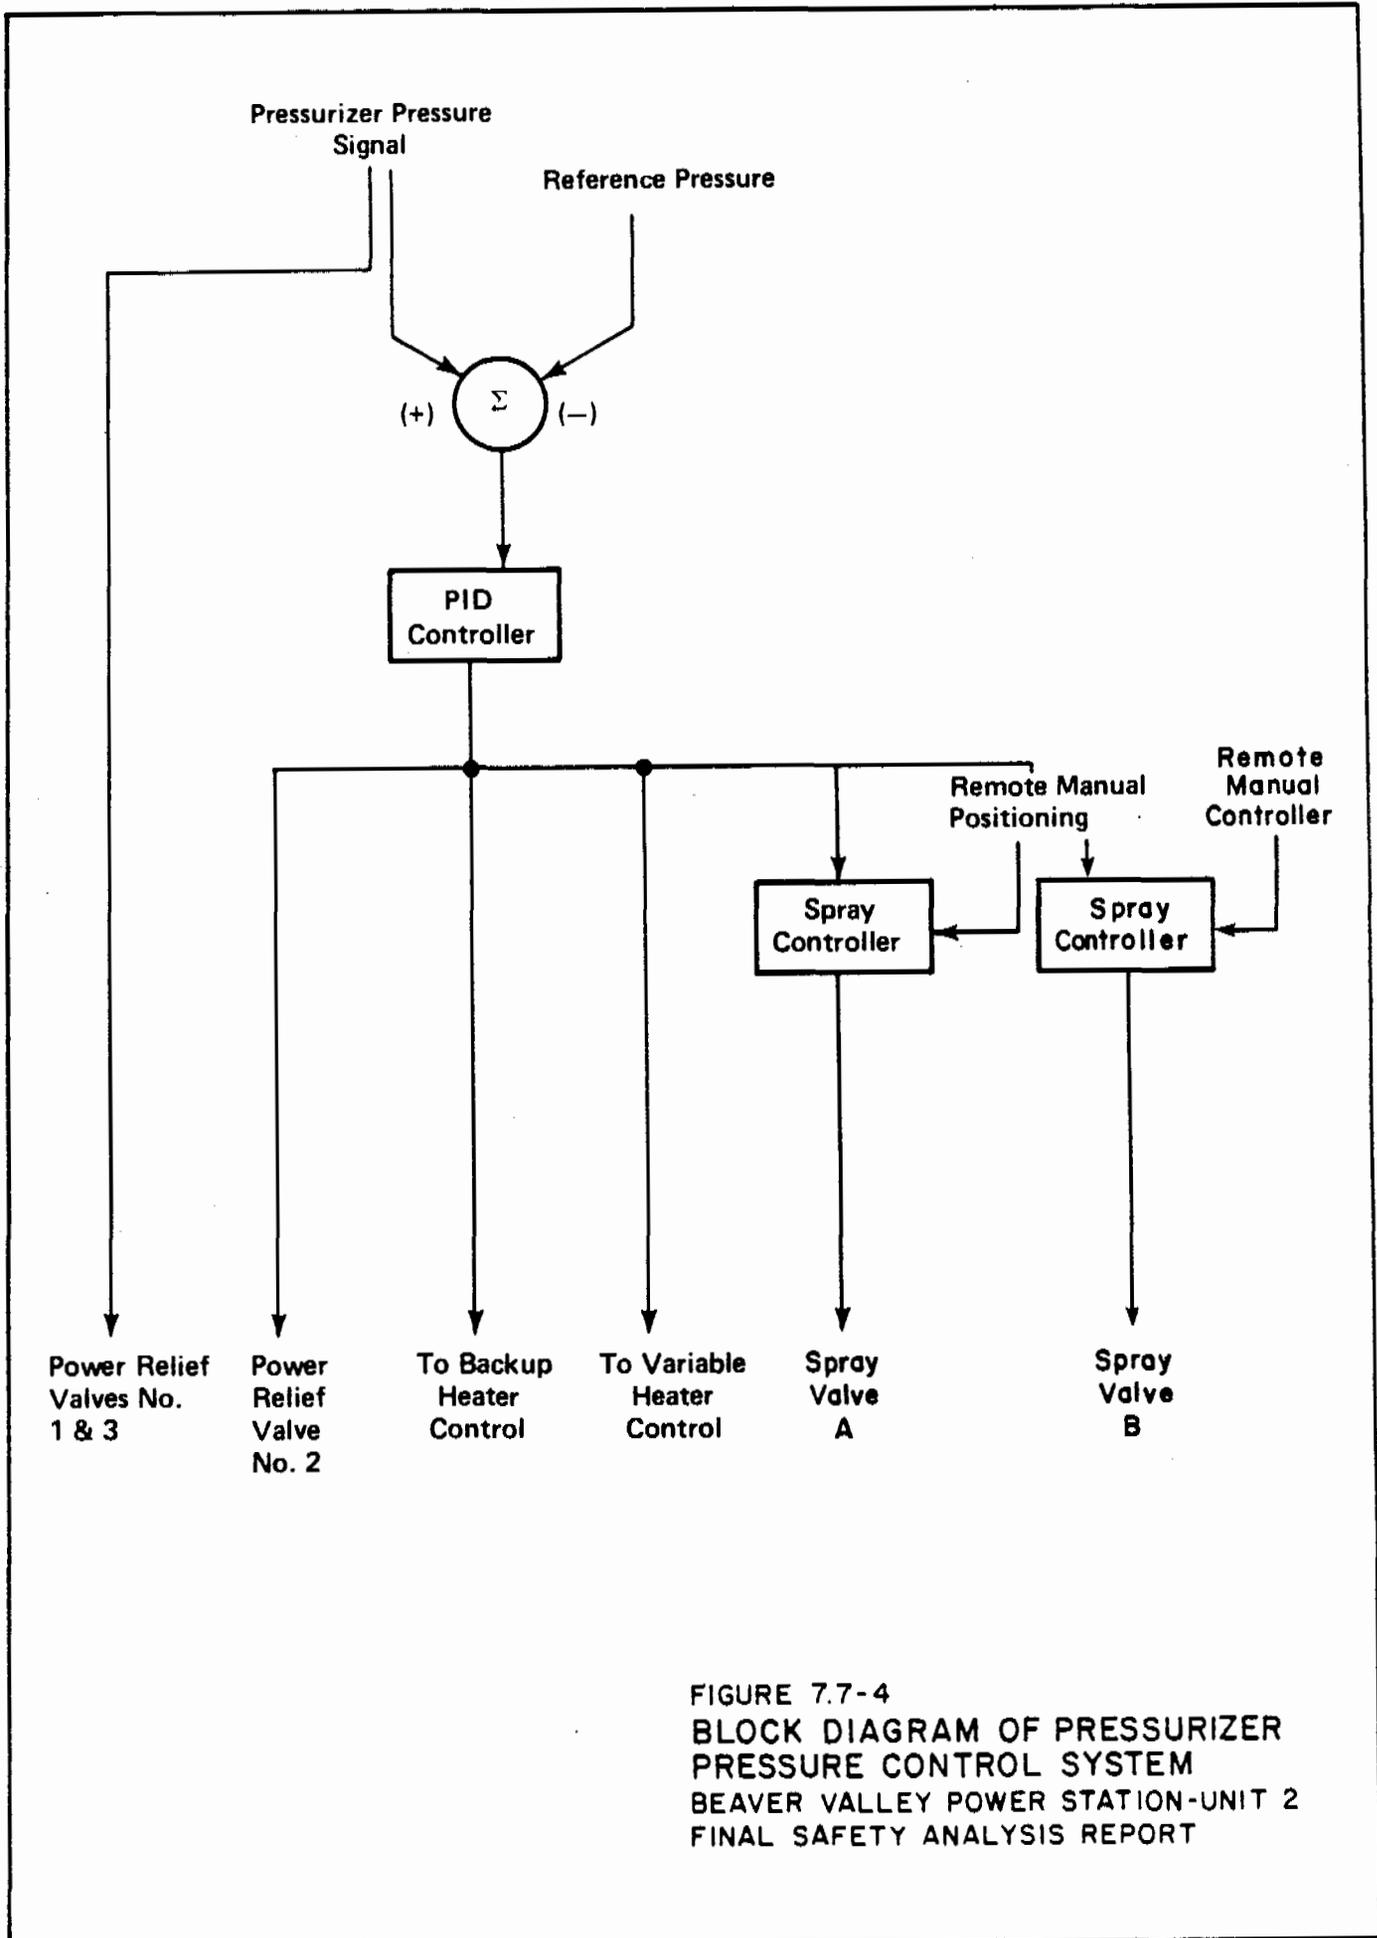 Pressurizer Pressure
Signal
Reference Pressure
(+)
Σ
(—)
PID
Controller
Remote Manual
Positioning
Remote
Manual
Controller
Spray
Controller
Spray
Controller
Power Relief
Valves No.
1 & 3
Power
Relief
Valve
No. 2
To Backup
Heater
Control
To Variable
Heater
Control
Spray
Valve
A
Spray
Valve
B
FIGURE 7.7-4
BLOCK DIAGRAM OF PRESSURIZER
PRESSURE CONTROL SYSTEM
BEAVER VALLEY POWER STATION-UNIT 2
FINAL SAFETY ANALYSIS REPORT